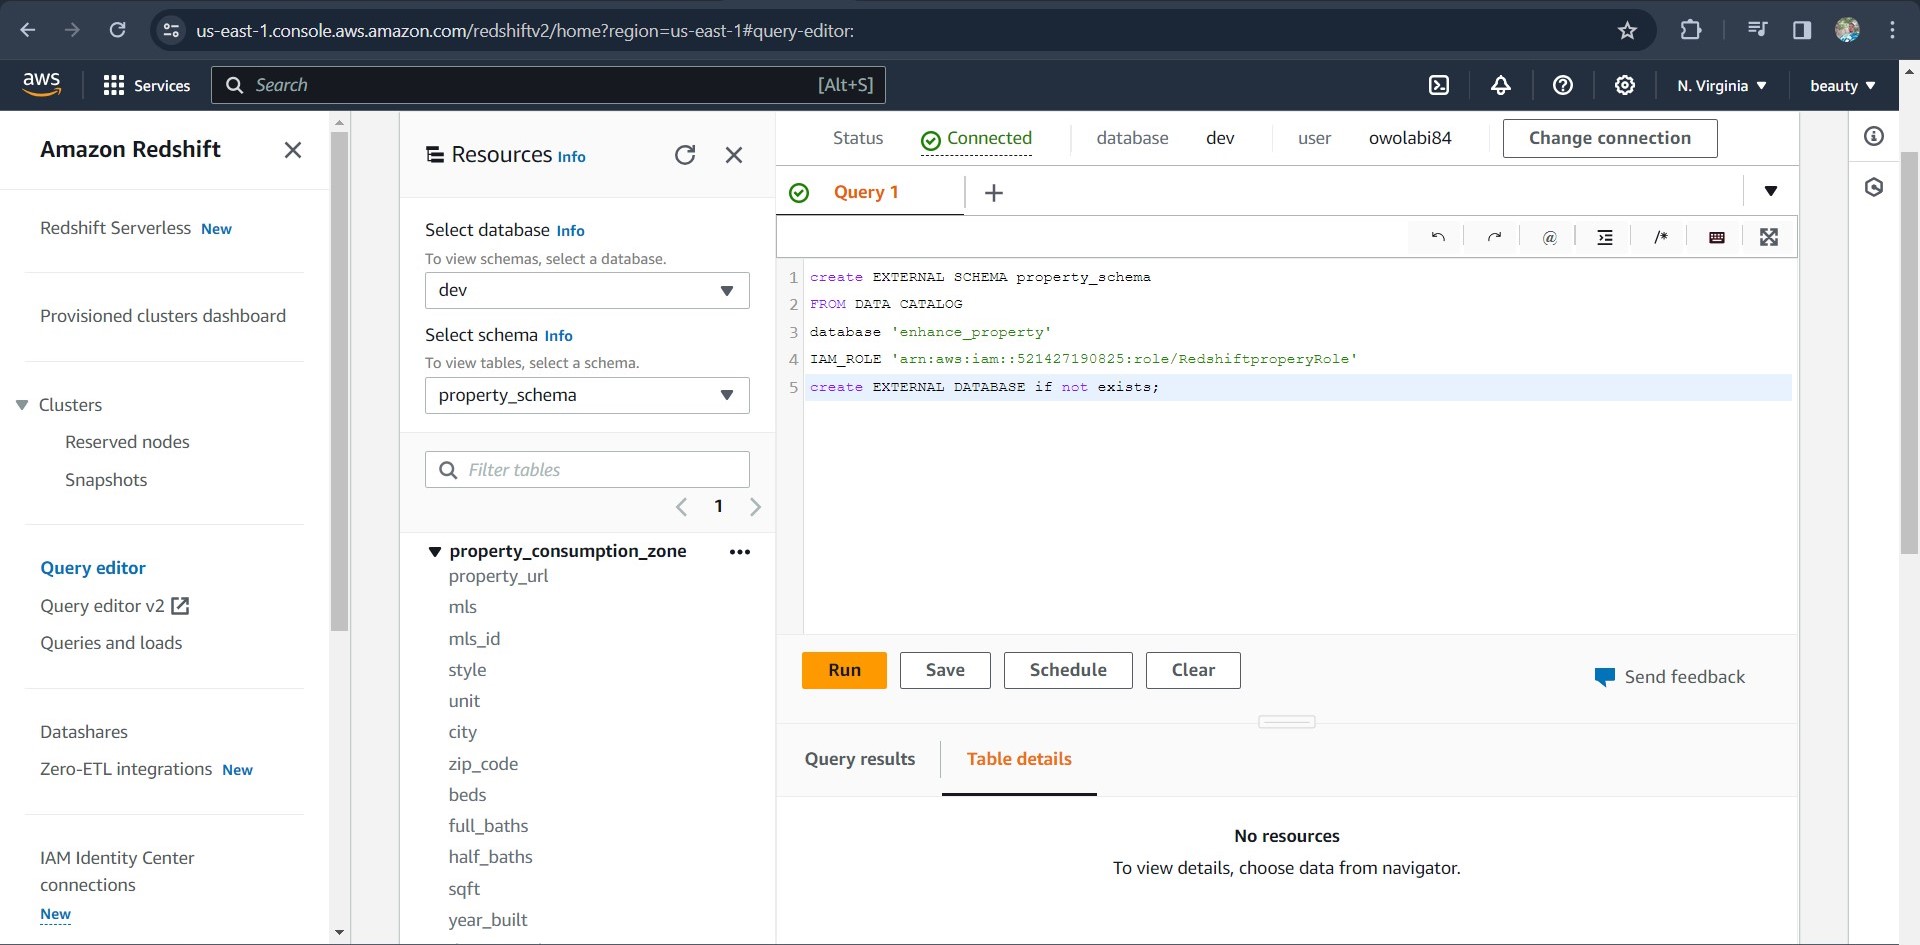 us-east-1.console.aws.amazon.com/redshiftv2/home?region=us-east-1#query-editor:
aws
Services
Search
[Alt+S]
N. Virginia
beauty
Amazon Redshift
Redshift Serverless New
Provisioned clusters dashboard
Clusters
Reserved nodes
Snapshots
Query editor
Query editor v2
Queries and loads
Datashares
Zero-ETL integrations New
IAM Identity Center
connections
New
Resources Info
Select database Info
To view schemas, select a database.
dev
Select schema Info
To view tables, select a schema.
property_schema
Filter tables
1
property_consumption_zone
property_url
mls
mls_id
style
unit
city
zip_code
beds
full_baths
half_baths
sqft
year_built
Status Connected database dev user owolabi84 Change connection
Query 1
@
/*
1 create EXTERNAL SCHEMA property_schema
2 FROM DATA CATALOG
3 database 'enhance_property'
4 IAM_ROLE 'arn:aws:iam::521427190825:role/RedshiftproperyRole'
5 create EXTERNAL DATABASE if not exists;
Run Save Schedule Clear
Send feedback
Query results Table details
No resources
To view details, choose data from navigator.